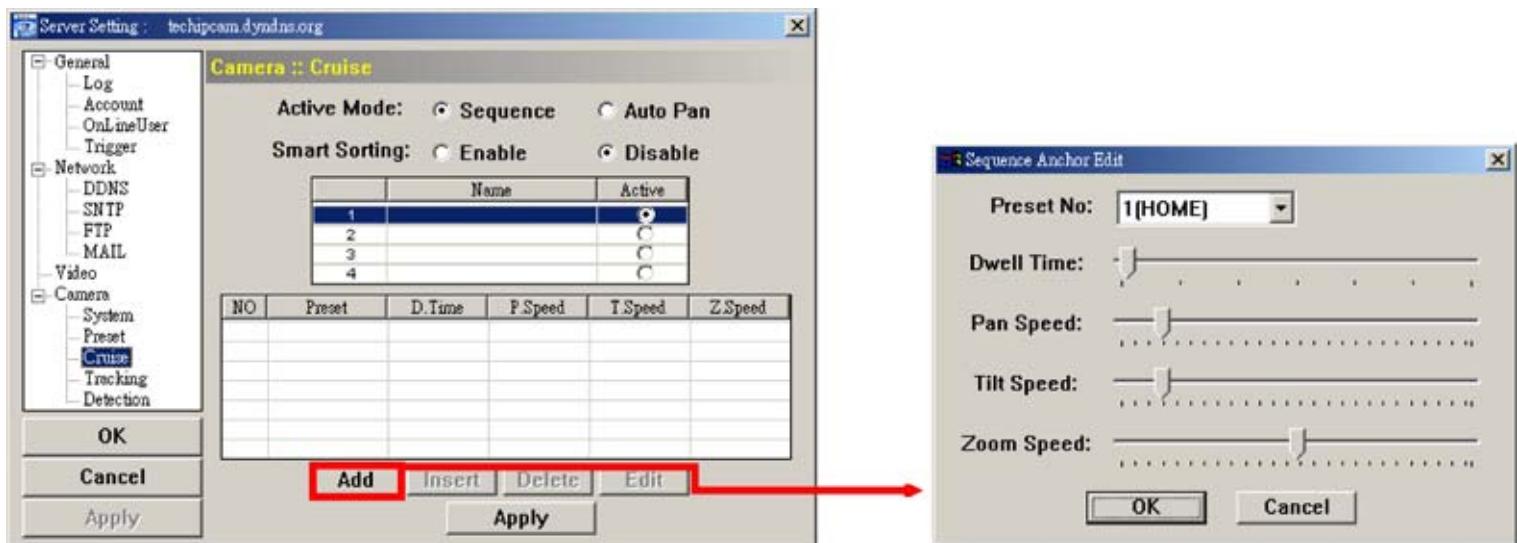 Server Setting : techipcam.dyndns.org
General
Log
Account
OnLineUser
Trigger
Network
DDNS
SNTP
FTP
MAIL
Video
Camera
System
Preset
Cruise
Tracking
Detection
OK
Cancel
Apply
Camera :: Cruise
Active Mode: Sequence Auto Pan
Smart Sorting: Enable Disable
Name Active
1
2
3
4
NO Preset D.Time P.Speed T.Speed Z.Speed
Add Insert Delete Edit
Apply
Sequence Anchor Edit
Preset No: 1(HOME)
Dwell Time:
Pan Speed:
Tilt Speed:
Zoom Speed:
OK Cancel